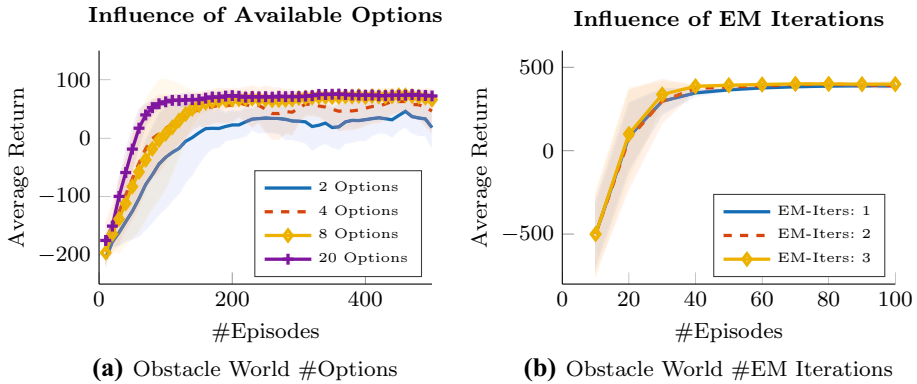 Influence of Available Options
Average Return
100
0
−100
−200
0
200
400
#Episodes
2 Options
4 Options
8 Options
20 Options
(a) Obstacle World #Options
Influence of EM Iterations
Average Return
500
0
−500
0
20
40
60
80
100
#Episodes
EM-Iters: 1
EM-Iters: 2
EM-Iters: 3
(b) Obstacle World #EM Iterations